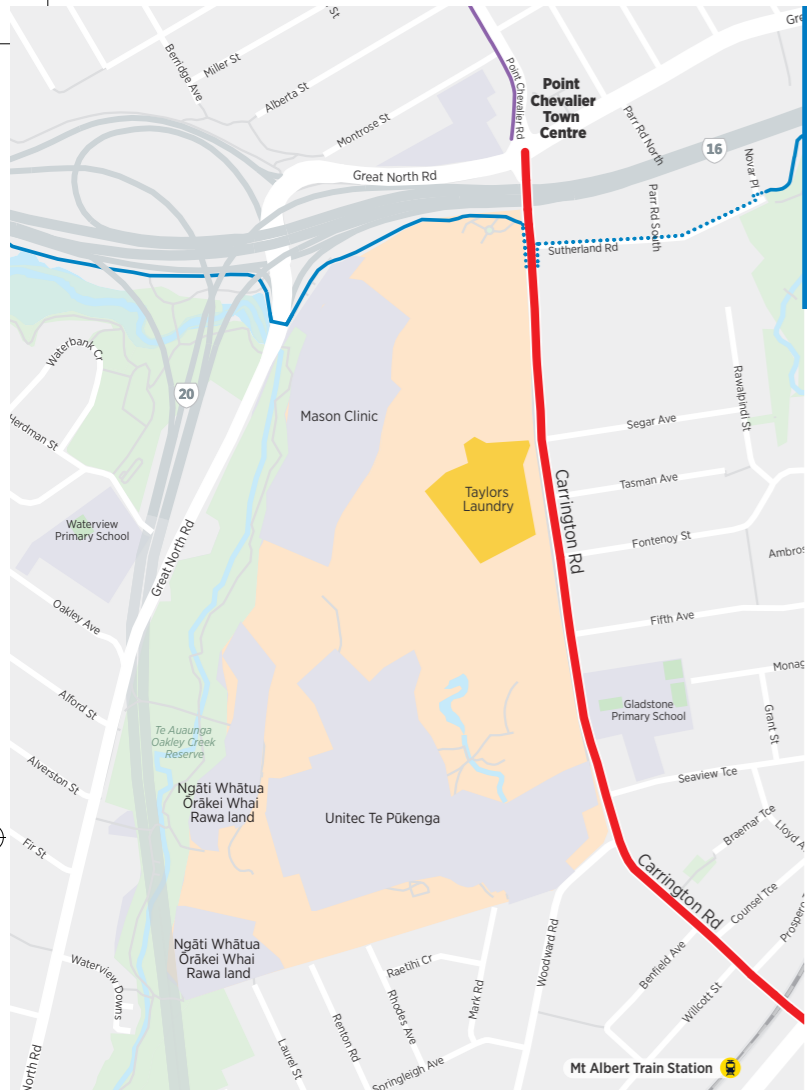 St
Gre
Berridge Ave
Miller St
Alberta St
Montrose St
Point Chevalier Rd
Point
Chevalier
Town
Centre
Parr Rd North
16
Novar Pl
Great North Rd
Parr Rd South
Sutherland Rd
Waterbank Cr
20
Herdman St
Mason Clinic
Rawalpindi St
Segar Ave
Carrington Rd
Tasman Ave
Taylors
Laundry
Waterview
Primary School
Great North Rd
Fontenoy St
Ambros
Oakley Ave
Fifth Ave
Monag
Alford St
Gladstone
Primary School
Grant St
Te Auaunga
Oakley Creek
Reserve
Alverston St
Seaview Tce
Ngāti Whātua
Ōrākei Whai
Rawa land
Unitec Te Pūkenga
Braemar Tce
Lloyd A
Fir St
Carrington Rd
Counsel Tce
Prospero T
Ngāti Whātua
Ōrākei Whai
Rawa land
Woodward Rd
Benfield Ave
Waterview Downs
Raetihi Cr
Mark Rd
Willcott St
Rhodes Ave
Renton Rd
Laurel St
Springleigh Ave
North Rd
Mt Albert Train Station